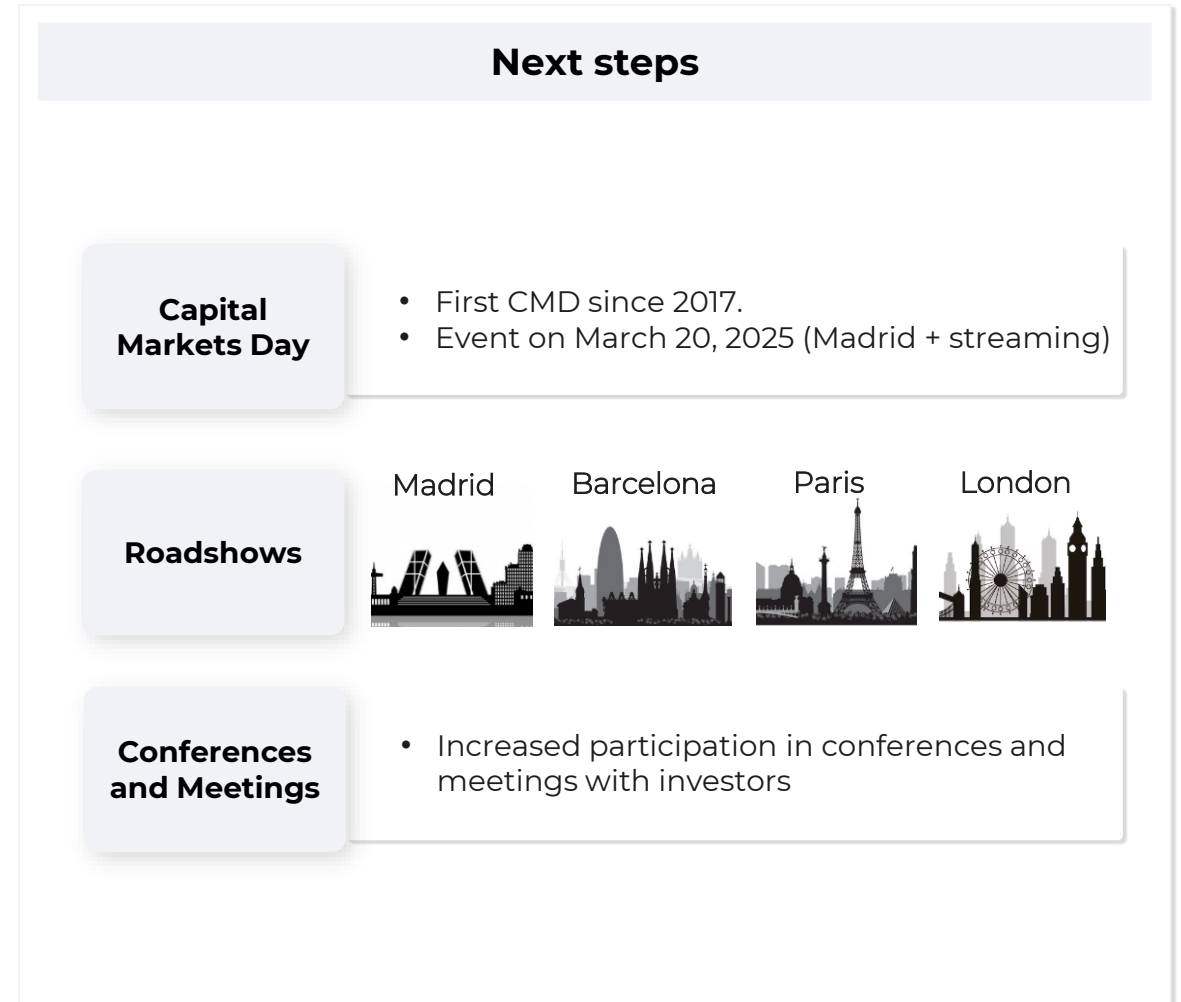 Next steps
Capital
Markets Day
• First CMD since 2017.
• Event on March 20, 2025 (Madrid + streaming)
Roadshows
Madrid
Barcelona
Paris
London
Conferences
and Meetings
• Increased participation in conferences and
meetings with investors